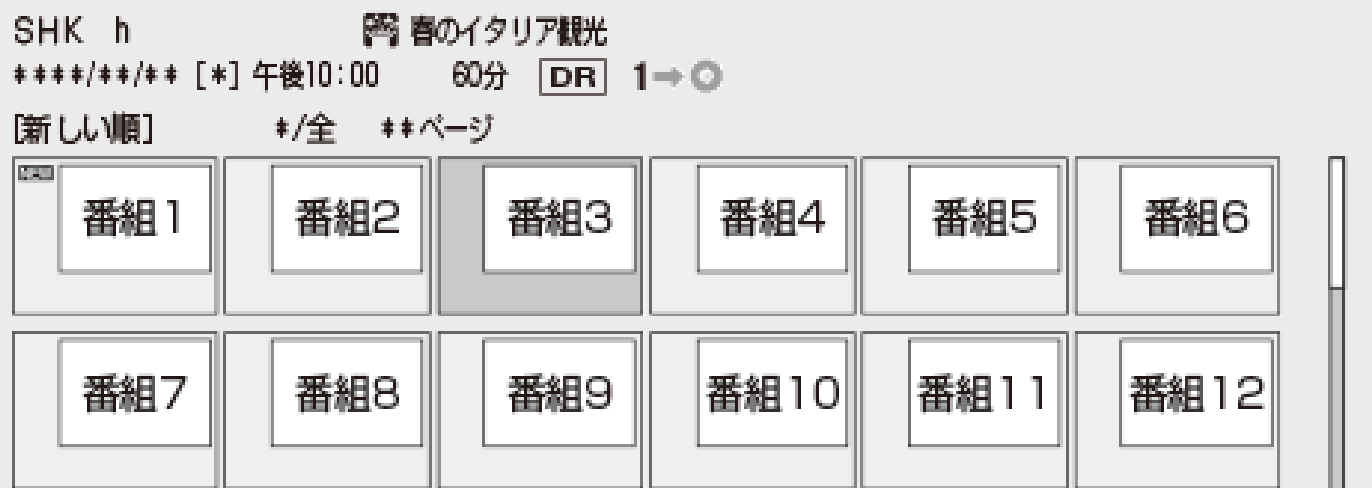 SHK h 春のイタリア観光
****/**/** [*] 午後10:00 60分 DR 1→
[新しい順] */全 **ページ
NEW 番組1 番組2 番組3 番組4 番組5 番組6
番組7 番組8 番組9 番組10 番組11 番組12